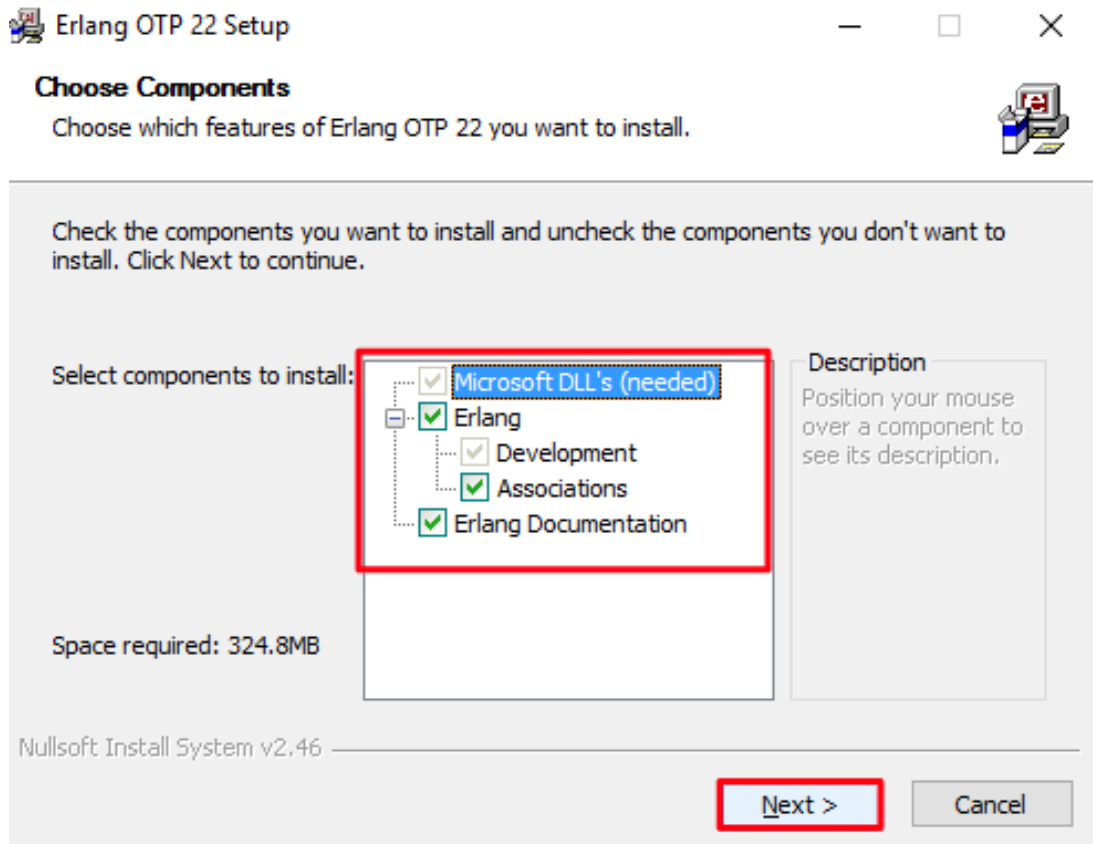 Erlang OTP 22 Setup
Choose Components
Choose which features of Erlang OTP 22 you want to install.
Check the components you want to install and uncheck the components you don't want to
install. Click Next to continue.
Select components to install:
Microsoft DLL's (needed)
Erlang
Development
Associations
Erlang Documentation
Description
Position your mouse
over a component to
see its description.
Space required: 324.8MB
Nullsoft Install System v2.46
Next >
Cancel